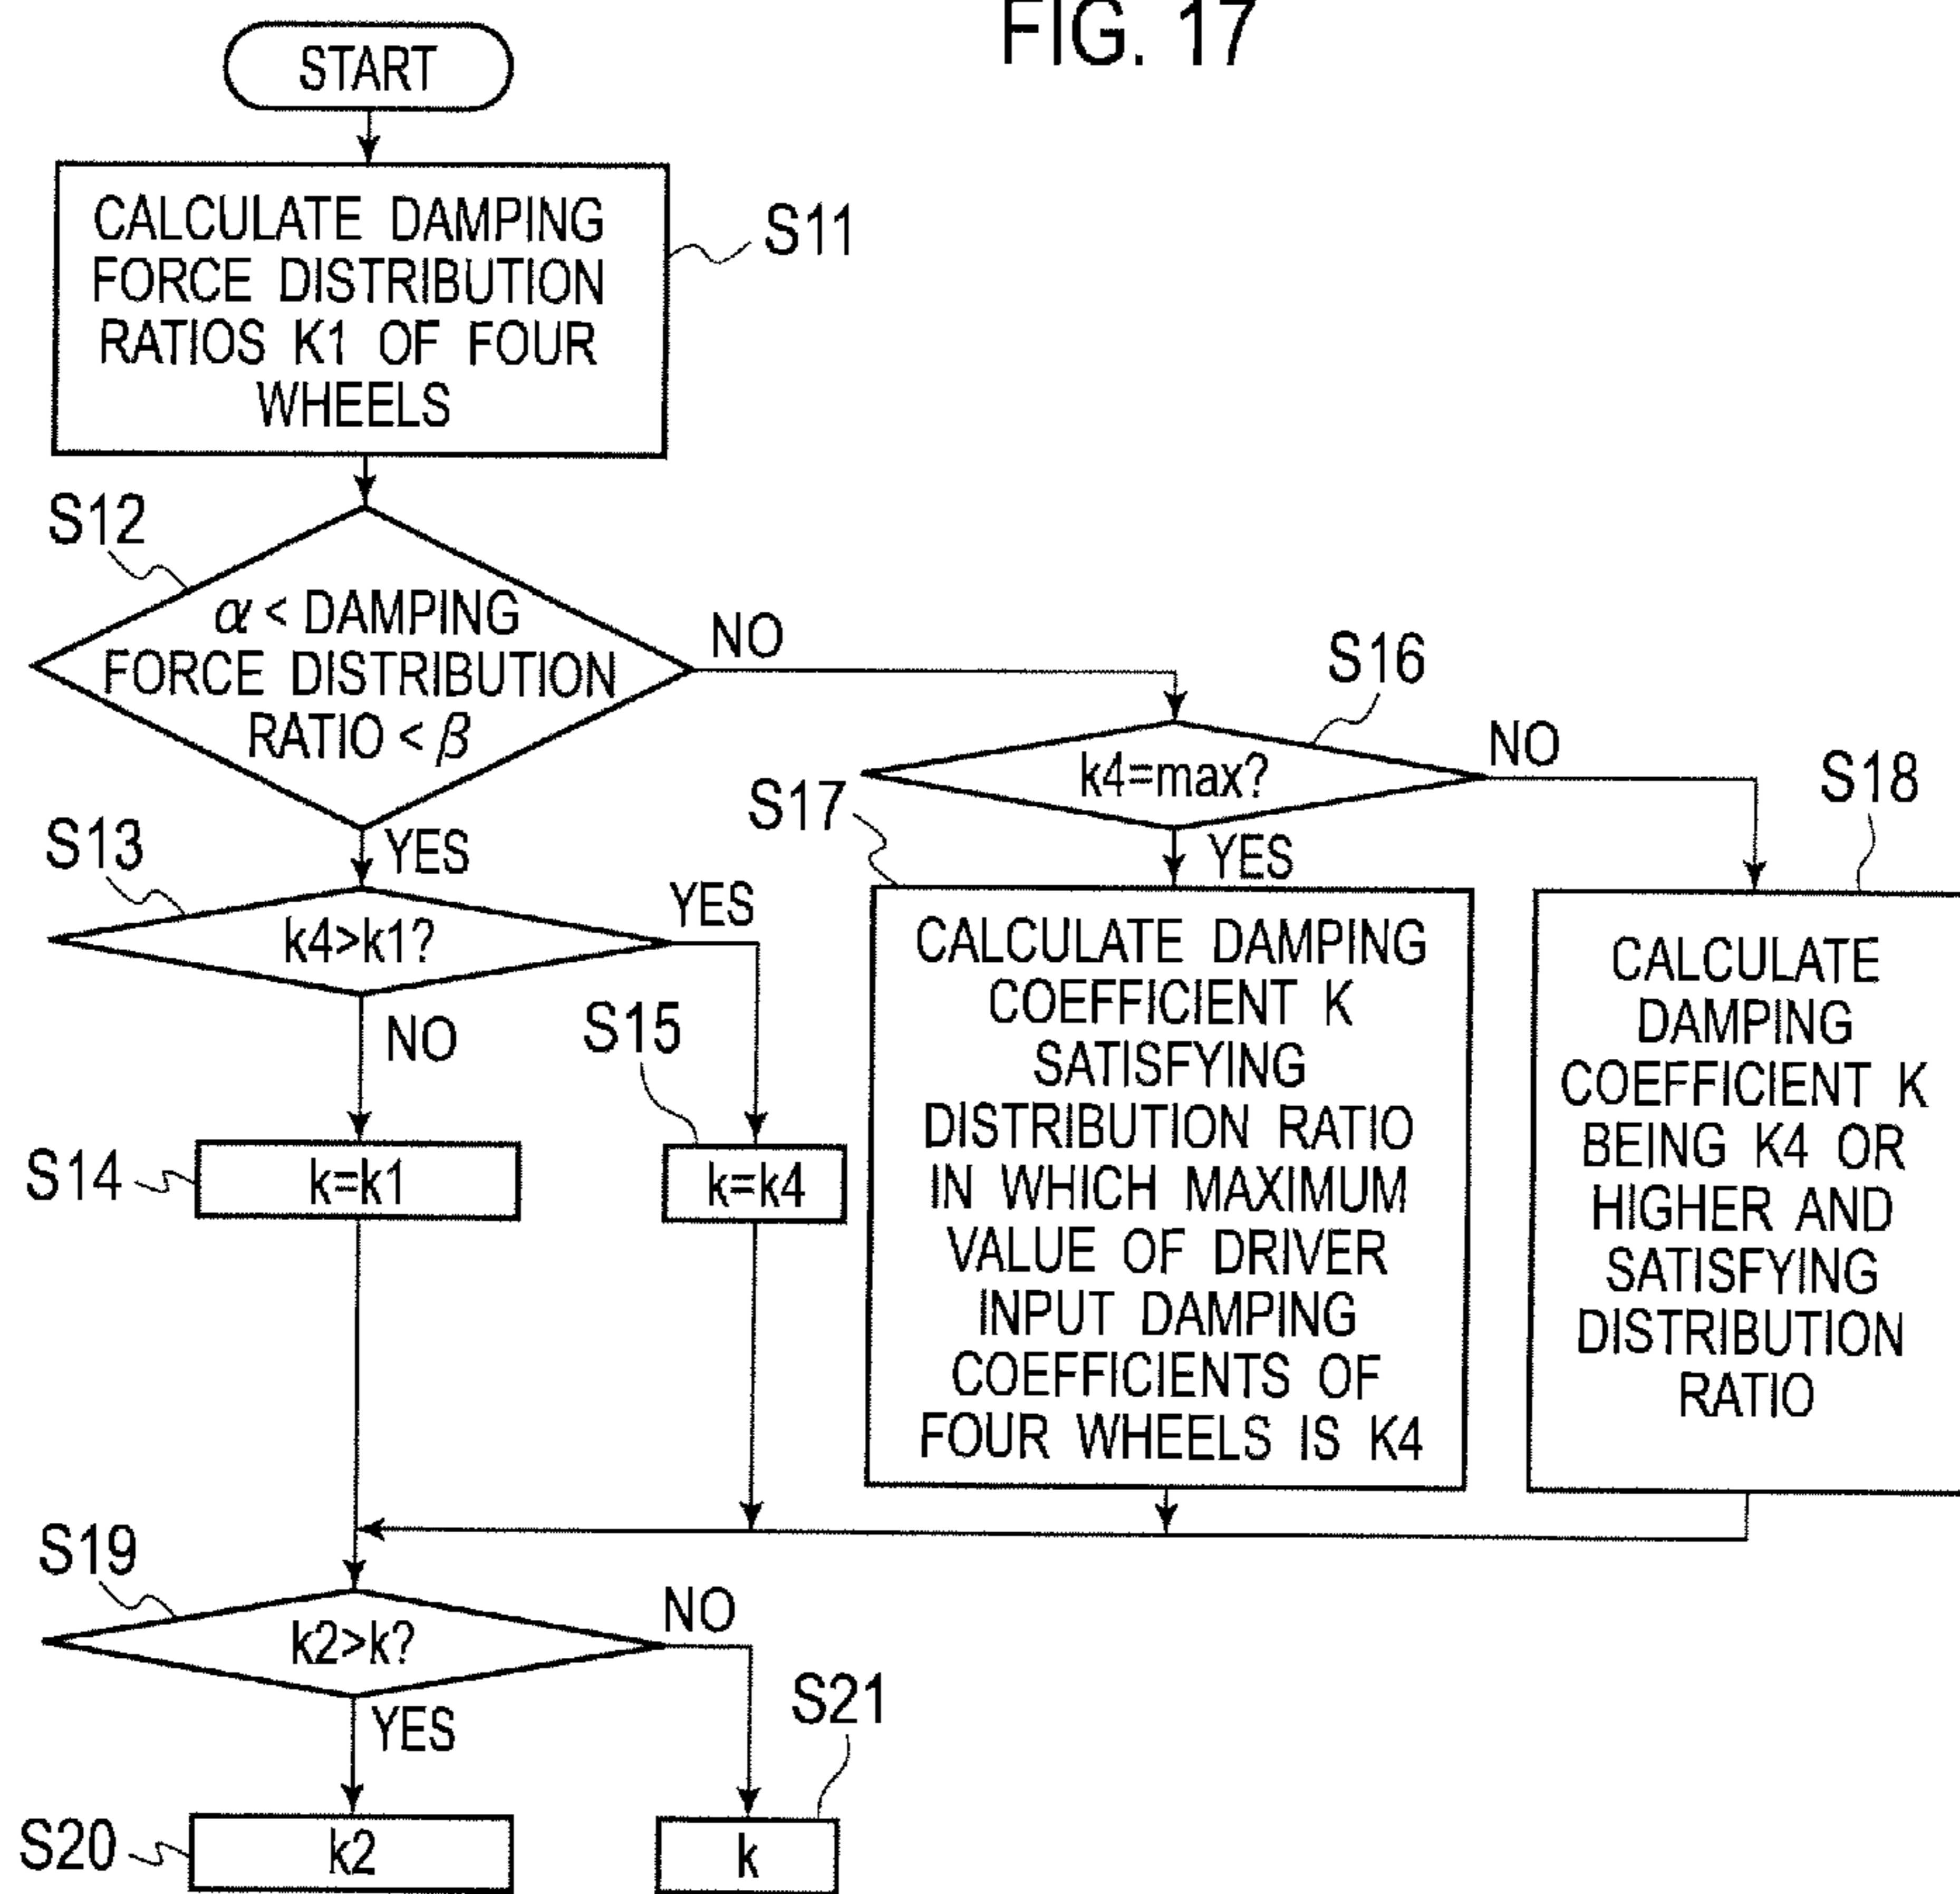 FIG. 17
START
CALCULATE DAMPING
FORCE DISTRIBUTION
RATIOS K1 OF FOUR
WHEELS
S11
S12
α < DAMPING
FORCE DISTRIBUTION
RATIO < β
NO
YES
S16
k4=max?
NO
YES
S13
k4>k1?
YES
NO
S14
k=k1
S15
k=k4
S17
CALCULATE DAMPING
COEFFICIENT K
SATISFYING
DISTRIBUTION RATIO
IN WHICH MAXIMUM
VALUE OF DRIVER
INPUT DAMPING
COEFFICIENTS OF
FOUR WHEELS IS K4
S18
CALCULATE
DAMPING
COEFFICIENT K
BEING K4 OR
HIGHER AND
SATISFYING
DISTRIBUTION
RATIO
S19
k2>k?
NO
YES
S20
k2
S21
k